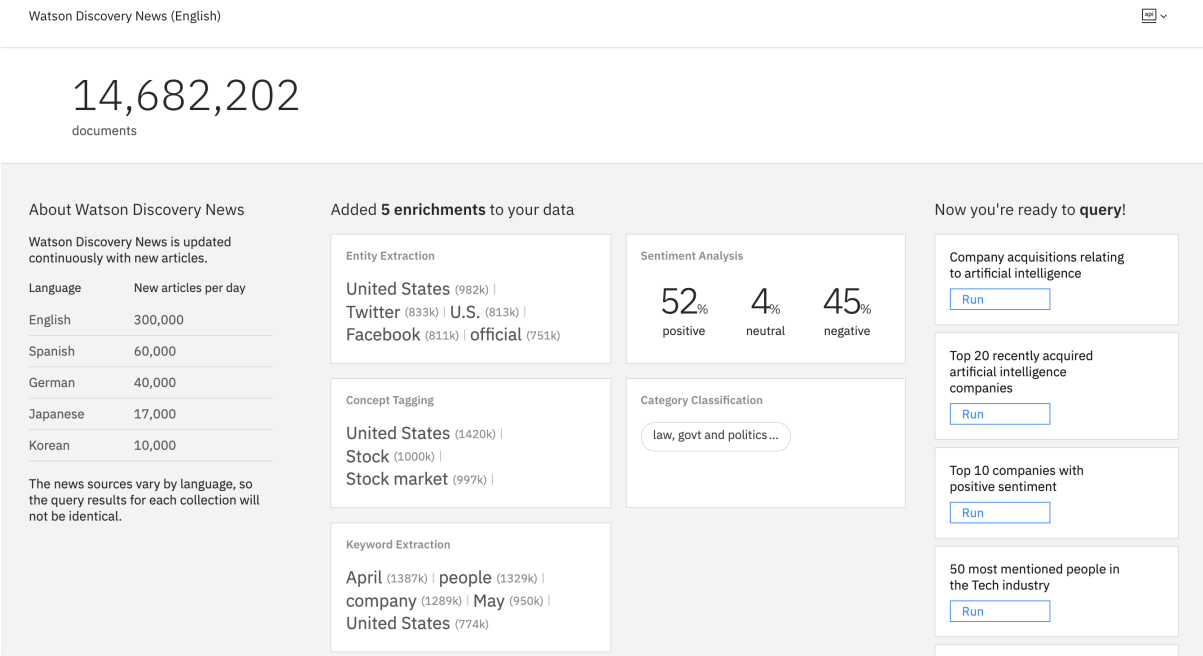 Watson Discovery News (English)
api
14,682,202
documents
About Watson Discovery News
Watson Discovery News is updated
continuously with new articles.
Language New articles per day
English 300,000
Spanish 60,000
German 40,000
Japanese 17,000
Korean 10,000
The news sources vary by language, so
the query results for each collection will
not be identical.
Added 5 enrichments to your data
Entity Extraction
United States (982k) |
Twitter (833k) | U.S. (813k) |
Facebook (811k) | official (751k)
Sentiment Analysis
52% 4% 45%
positive neutral negative
Concept Tagging
United States (1420k) |
Stock (1000k) |
Stock market (997k) |
Category Classification
law, govt and politics...
Keyword Extraction
April (1387k) | people (1329k) |
company (1289k) | May (950k) |
United States (774k)
Now you're ready to query!
Company acquisitions relating
to artificial intelligence
Run
Top 20 recently acquired
artificial intelligence
companies
Run
Top 10 companies with
positive sentiment
Run
50 most mentioned people in
the Tech industry
Run